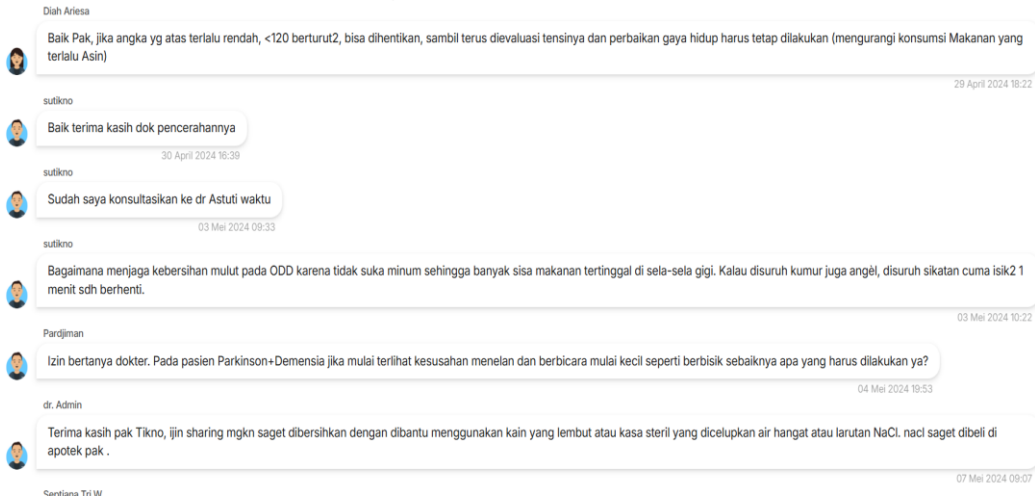 Diah Ariesa
Baik Pak, jika angka yg atas terlalu rendah, <120 berturut2, bisa dihentikan, sambil terus dievaluasi tensinya dan perbaikan gaya hidup harus tetap dilakukan (mengurangi konsumsi Makanan yang
terlalu Asin)
29 April 2024 18:22
sutikno
Baik terima kasih dok pencerahannya
30 April 2024 16:39
sutikno
Sudah saya konsultasikan ke dr Astuti waktu
03 Mei 2024 09:33
sutikno
Bagaimana menjaga kebersihan mulut pada ODD karena tidak suka minum sehingga banyak sisa makanan tertinggal di sela-sela gigi. Kalau disuruh kumur juga angèl, disuruh sikatan cuma isik2 1
menit sdh berhenti.
03 Mei 2024 10:22
Pardjiman
Izin bertanya dokter. Pada pasien Parkinson+Demensia jika mulai terlihat kesusahan menelan dan berbicara mulai kecil seperti berbisik sebaiknya apa yang harus dilakukan ya?
04 Mei 2024 19:53
dr. Admin
Terima kasih pak Tikno, ijin sharing mgkn saget dibersihkan dengan dibantu menggunakan kain yang lembut atau kasa steril yang dicelupkan air hangat atau larutan NaCl. nacl saget dibeli di
apotek pak .
07 Mei 2024 09:07
Septiana Tri W